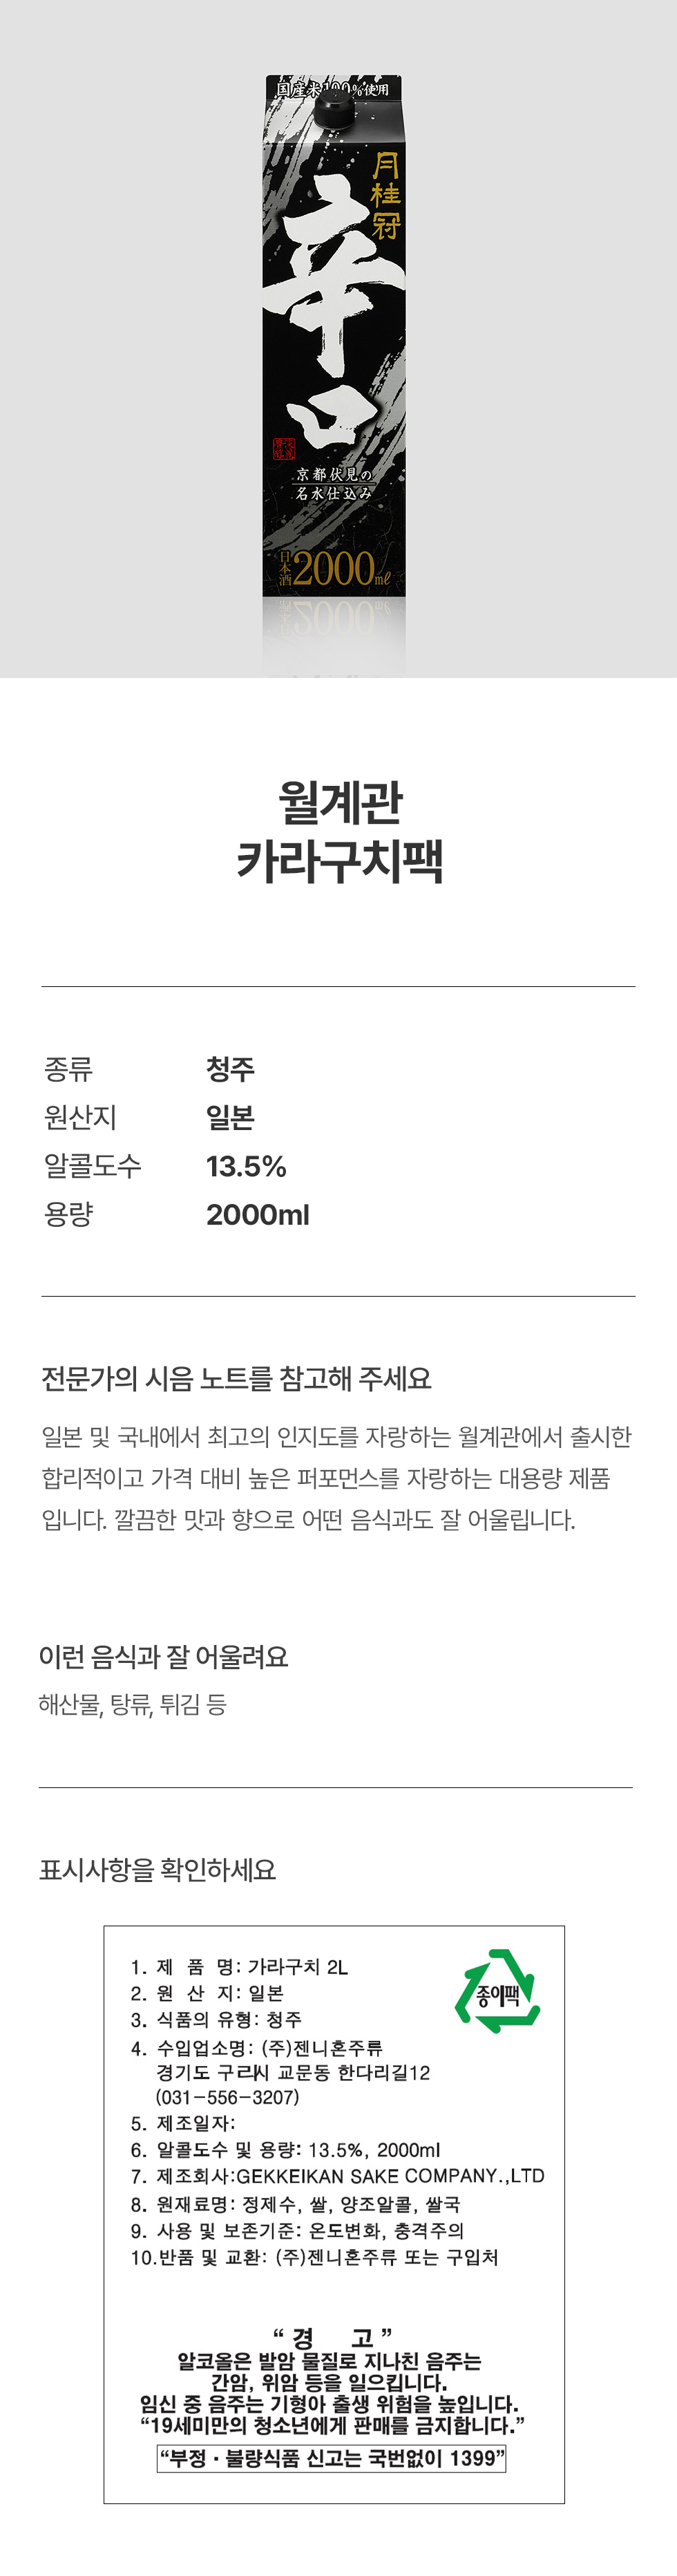 国産米100%使用
月桂冠
辛口
京都伏見の
名水仕込み
日本酒 2000ml
월계관
카라구치팩
종류 청주
원산지 일본
알콜도수 13.5%
용량 2000ml
전문가의 시음 노트를 참고해 주세요
일본 및 국내에서 최고의 인지도를 자랑하는 월계관에서 출시한
합리적이고 가격 대비 높은 퍼포먼스를 자랑하는 대용량 제품
입니다. 깔끔한 맛과 향으로 어떤 음식과도 잘 어울립니다.
이런 음식과 잘 어울려요
해산물, 탕류, 튀김 등
표시사항을 확인하세요
종이팩
1. 제 품 명: 가라구치 2L
2. 원 산 지: 일본
3. 식품의 유형: 청주
4. 수입업소명: (주)젠니혼주류
경기도 구리시 교문동 한다리길12
(031-556-3207)
5. 제조일자:
6. 알콜도수 및 용량: 13.5%, 2000ml
7. 제조회사:GEKKEIKAN SAKE COMPANY.,LTD
8. 원재료명: 정제수, 쌀, 양조알콜, 쌀국
9. 사용 및 보존기준: 온도변화, 충격주의
10.반품 및 교환: (주)젠니혼주류 또는 구입처
“ 경 고 ”
알코올은 발암 물질로 지나친 음주는
간암, 위암 등을 일으킵니다.
임신 중 음주는 기형아 출생 위험을 높입니다.
“19세미만의 청소년에게 판매를 금지합니다.”
“부정 · 불량식품 신고는 국번없이 1399”